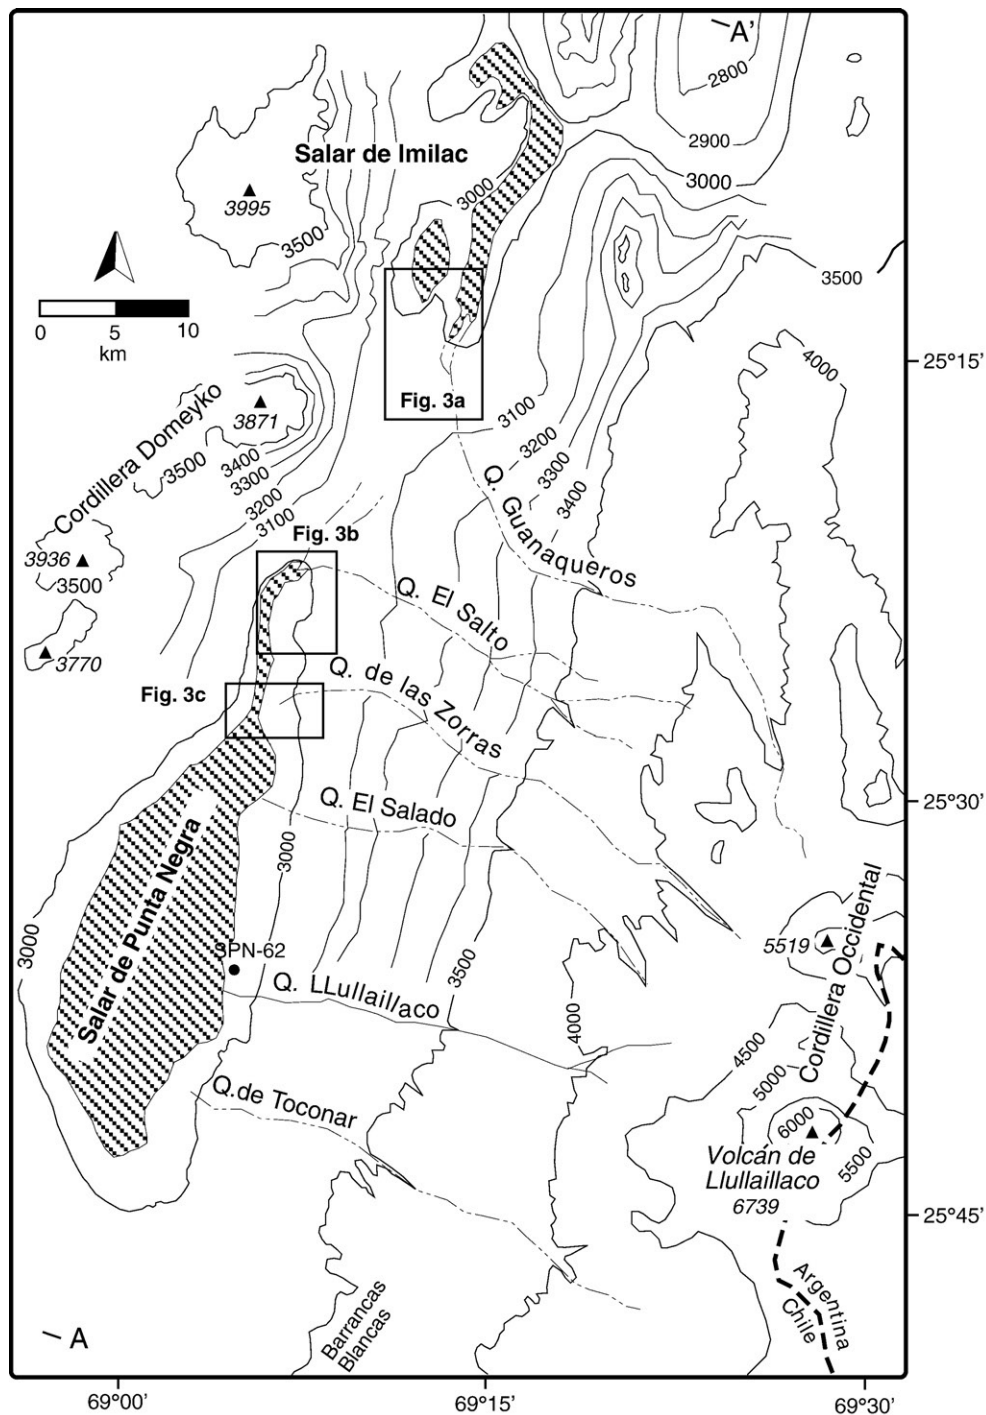 A'
2800
2900
3000
Salar de Imilac
3000
3995
3500
3500
0 5 10
km
4000
25°15'
Fig. 3a
3100
3871
Cordillera Domeyko
3500
3400
3300
3200
3100
3200
3300
3400
Q. Guanaqueros
Fig. 3b
3936
3500
Q. El Salto
3770
Q. de las Zorras
Fig. 3c
Q. El Salado
25°30'
Salar de Punta Negra
3000
3000
SPN-62
3500
Q. LLullaillaco
4000
5519
Cordillera Occidental
4500
5000
6000
5500
Q.de Toconar
Volcán de
Llullaillaco
6739
25°45'
Argentina
Chile
Barrancas
Blancas
A
69°00' 69°15' 69°30'